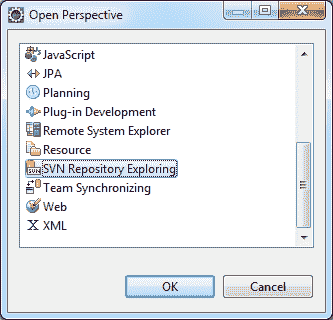 Open Perspective
JavaScript
JPA
Planning
Plug-in Development
Remote System Explorer
Resource
SVN Repository Exploring
Team Synchronizing
Web
XML
OK
Cancel